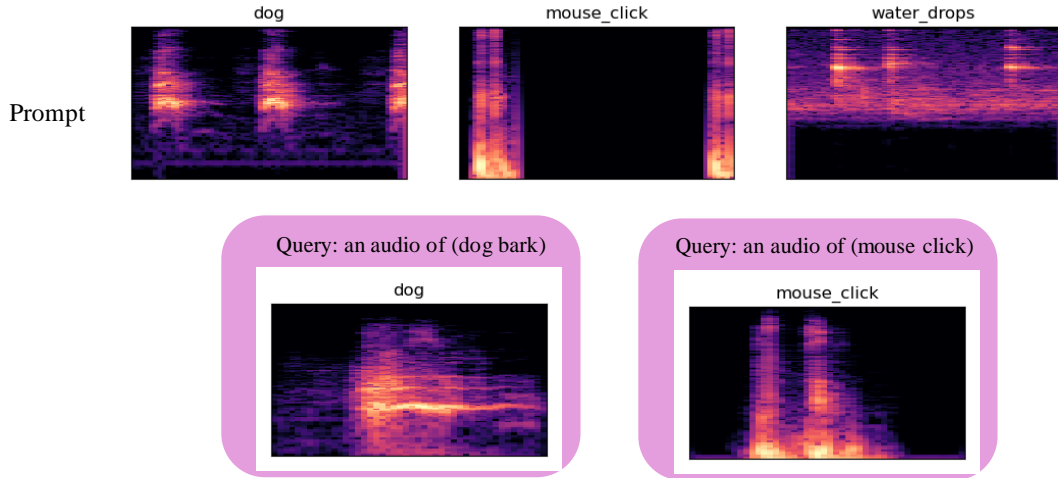 dog
mouse_click
water_drops
Prompt
Query: an audio of (dog bark)
Query: an audio of (mouse click)
dog
mouse_click